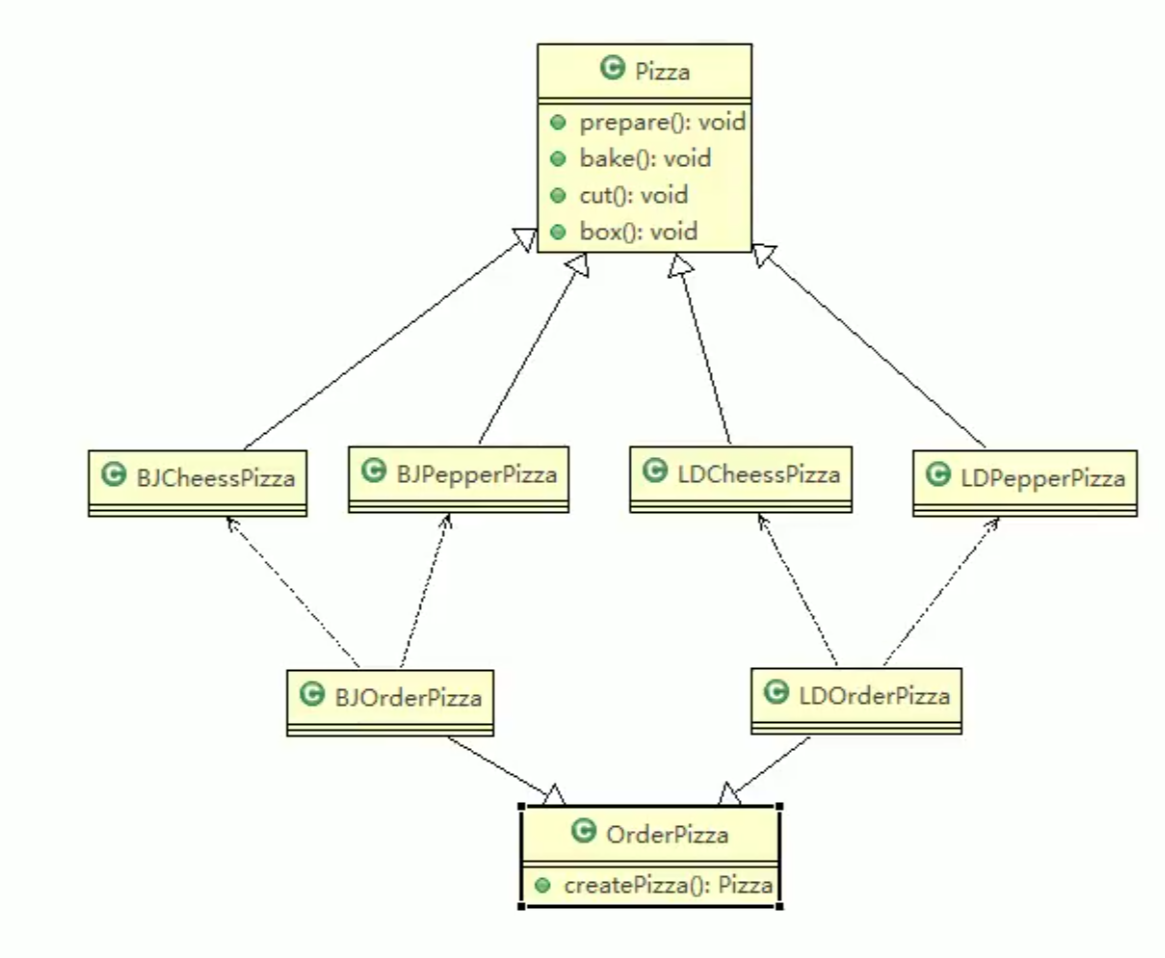 Pizza
prepare(): void
bake(): void
cut(): void
box(): void
BJCheessPizza
BJPepperPizza
LDCheessPizza
LDPepperPizza
BJOrderPizza
LDOrderPizza
OrderPizza
createPizza(): Pizza